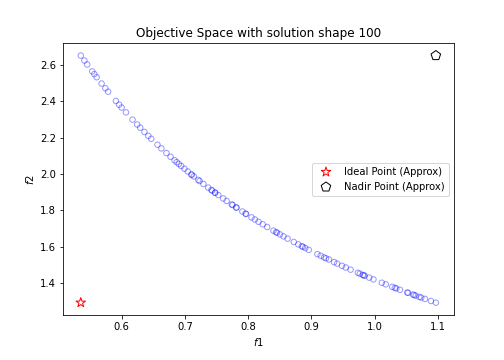 Objective Space with solution shape 100
2.6
2.4
2.2
2.0
1.8
1.6
1.4
f2
Ideal Point (Approx)
Nadir Point (Approx)
0.6 0.7 0.8 0.9 1.0 1.1
f1